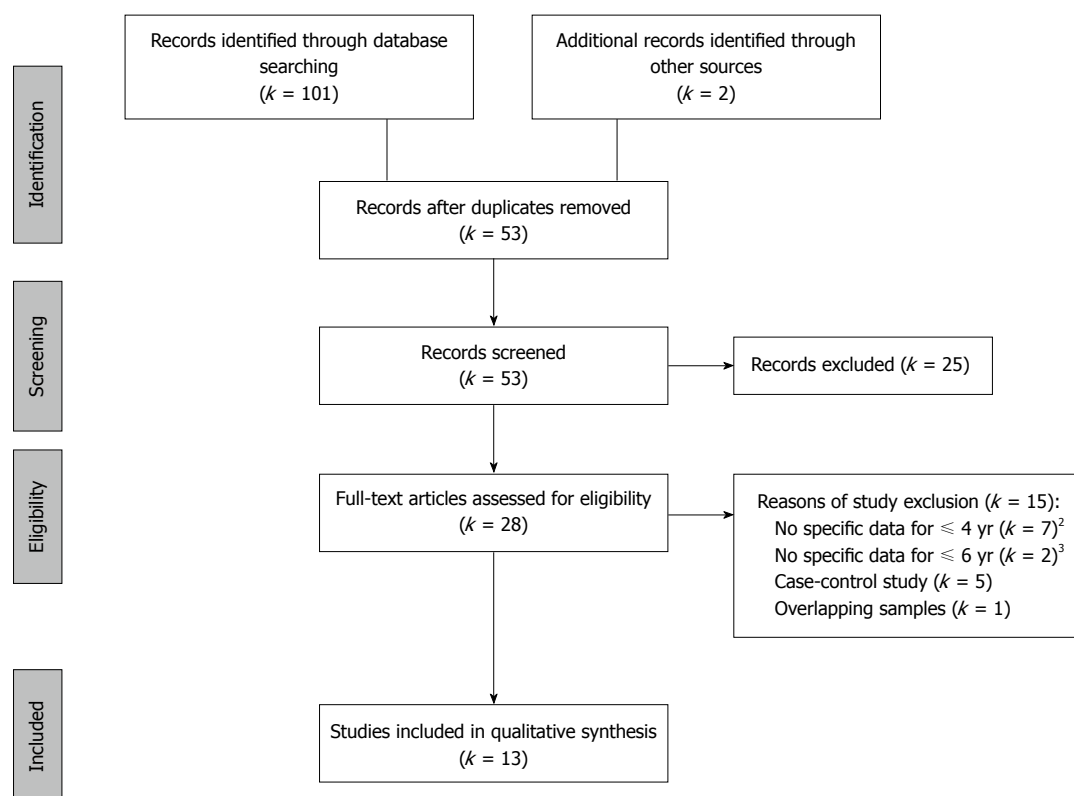 Records identified through database
searching
(k = 101)
Additional records identified through
other sources
(k = 2)
Identification
Records after duplicates removed
(k = 53)
Screening
Records screened
(k = 53)
Records excluded (k = 25)
Eligibility
Full-text articles assessed for eligibility
(k = 28)
Reasons of study exclusion (k = 15):
No specific data for ≤ 4 yr (k = 7)²
No specific data for ≤ 6 yr (k = 2)³
Case-control study (k = 5)
Overlapping samples (k = 1)
Included
Studies included in qualitative synthesis
(k = 13)